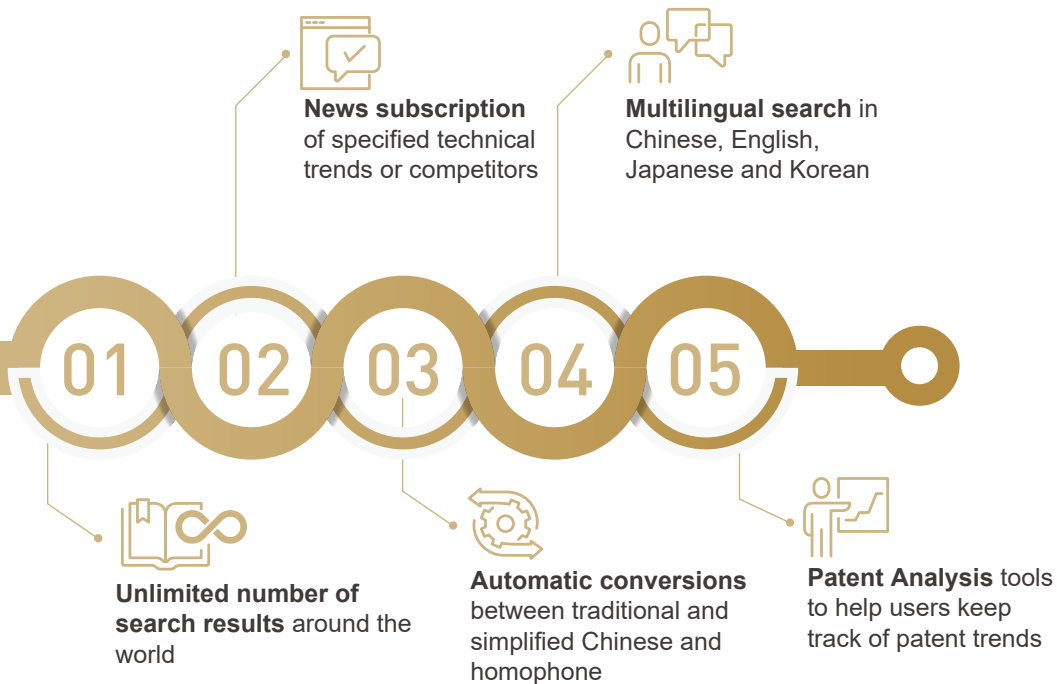 News subscription
of specified technical
trends or competitors
Multilingual search in
Chinese, English,
Japanese and Korean
01
02
03
04
05
Unlimited number of
search results around the
world
Automatic conversions
between traditional and
simplified Chinese and
homophone
Patent Analysis tools
to help users keep
track of patent trends